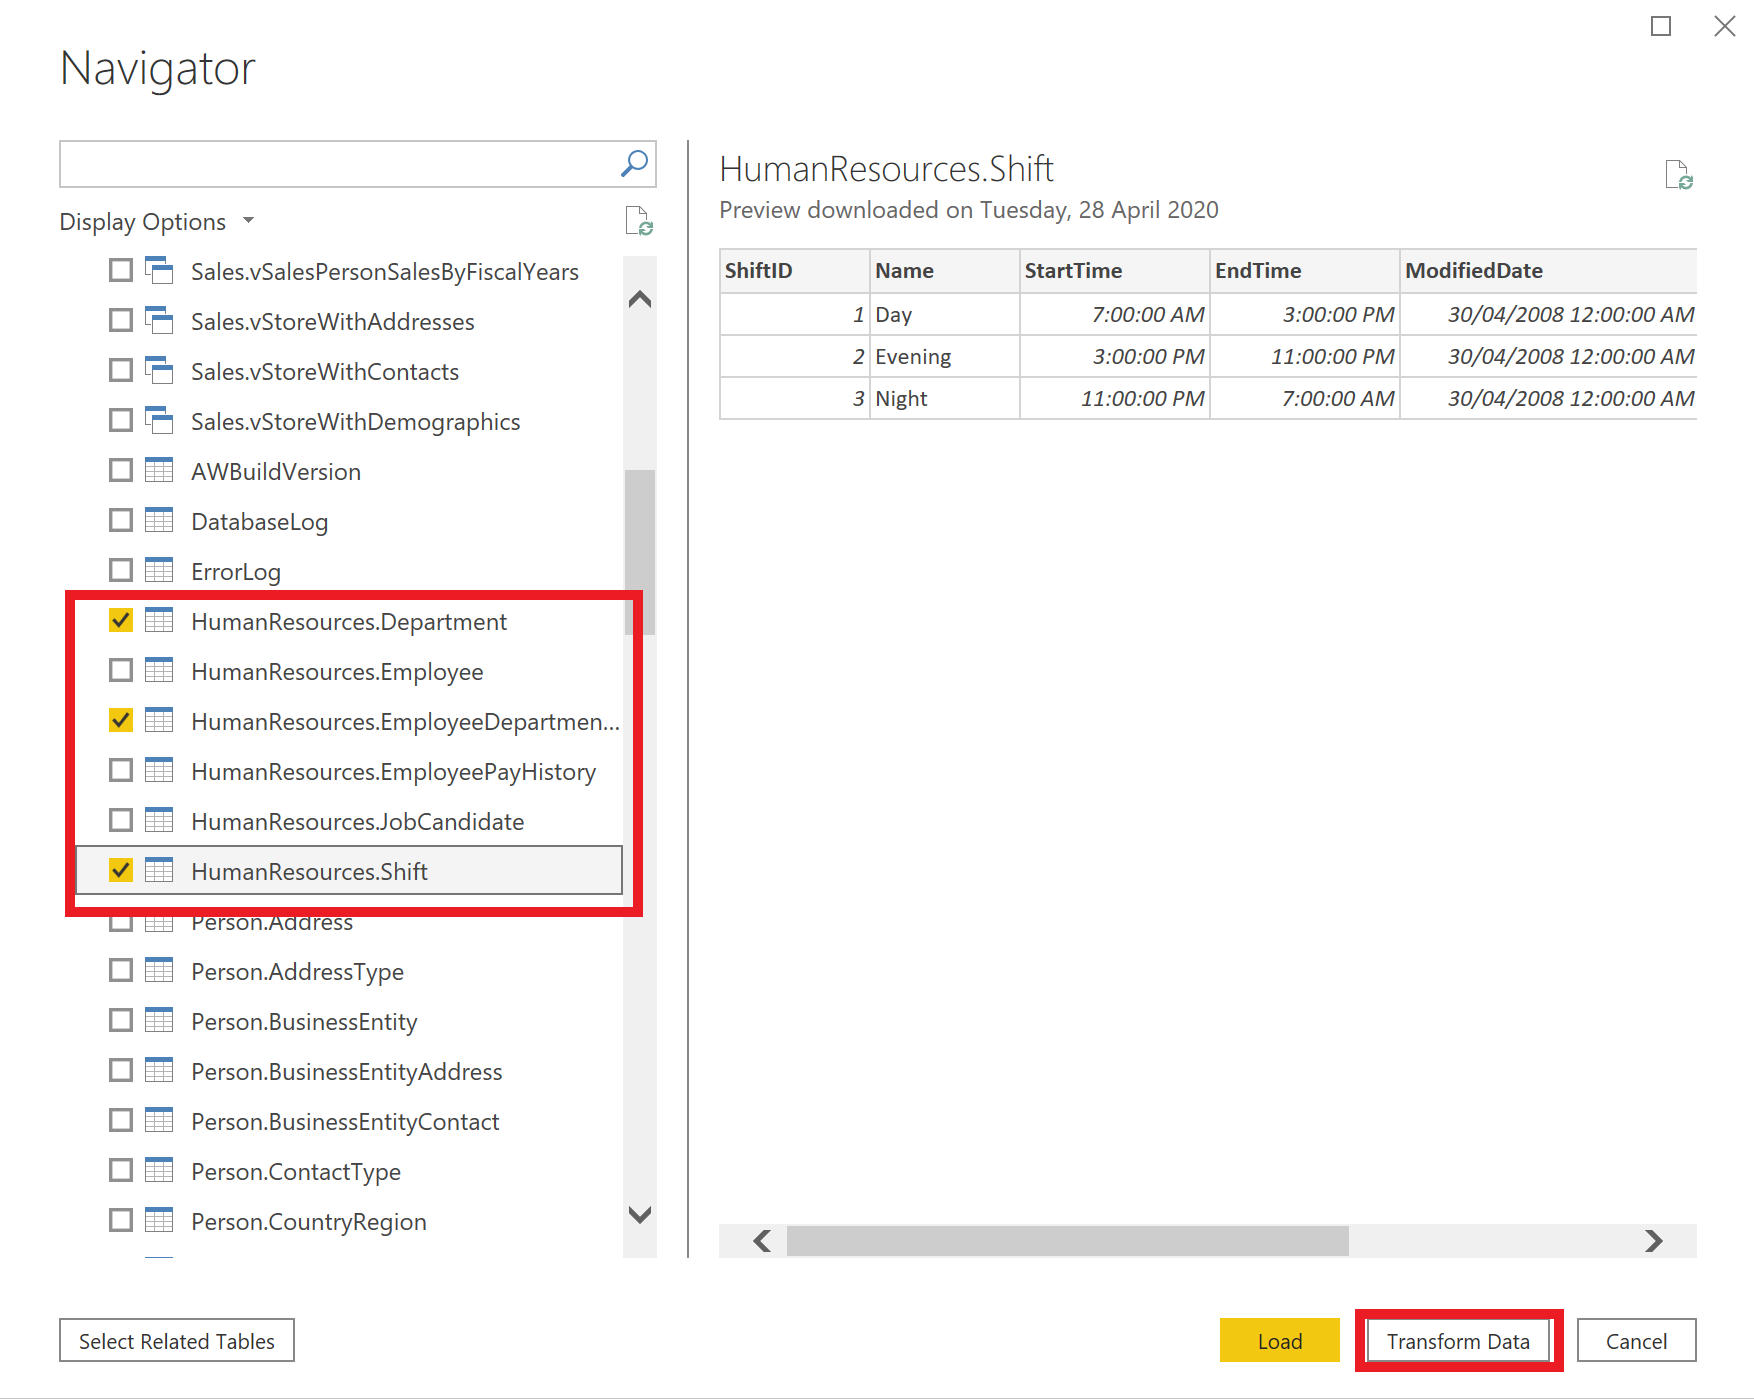 Navigator
Display Options
Sales.vSalesPersonSalesByFiscalYears
Sales.vStoreWithAddresses
Sales.vStoreWithContacts
Sales.vStoreWithDemographics
AWBuildVersion
DatabaseLog
ErrorLog
HumanResources.Department
HumanResources.Employee
HumanResources.EmployeeDepartmen...
HumanResources.EmployeePayHistory
HumanResources.JobCandidate
HumanResources.Shift
Person.Address
Person.AddressType
Person.BusinessEntity
Person.BusinessEntityAddress
Person.BusinessEntityContact
Person.ContactType
Person.CountryRegion
HumanResources.Shift
Preview downloaded on Tuesday, 28 April 2020
ShiftID Name StartTime EndTime ModifiedDate
1 Day 7:00:00 AM 3:00:00 PM 30/04/2008 12:00:00 AM
2 Evening 3:00:00 PM 11:00:00 PM 30/04/2008 12:00:00 AM
3 Night 11:00:00 PM 7:00:00 AM 30/04/2008 12:00:00 AM
Select Related Tables Load Transform Data Cancel